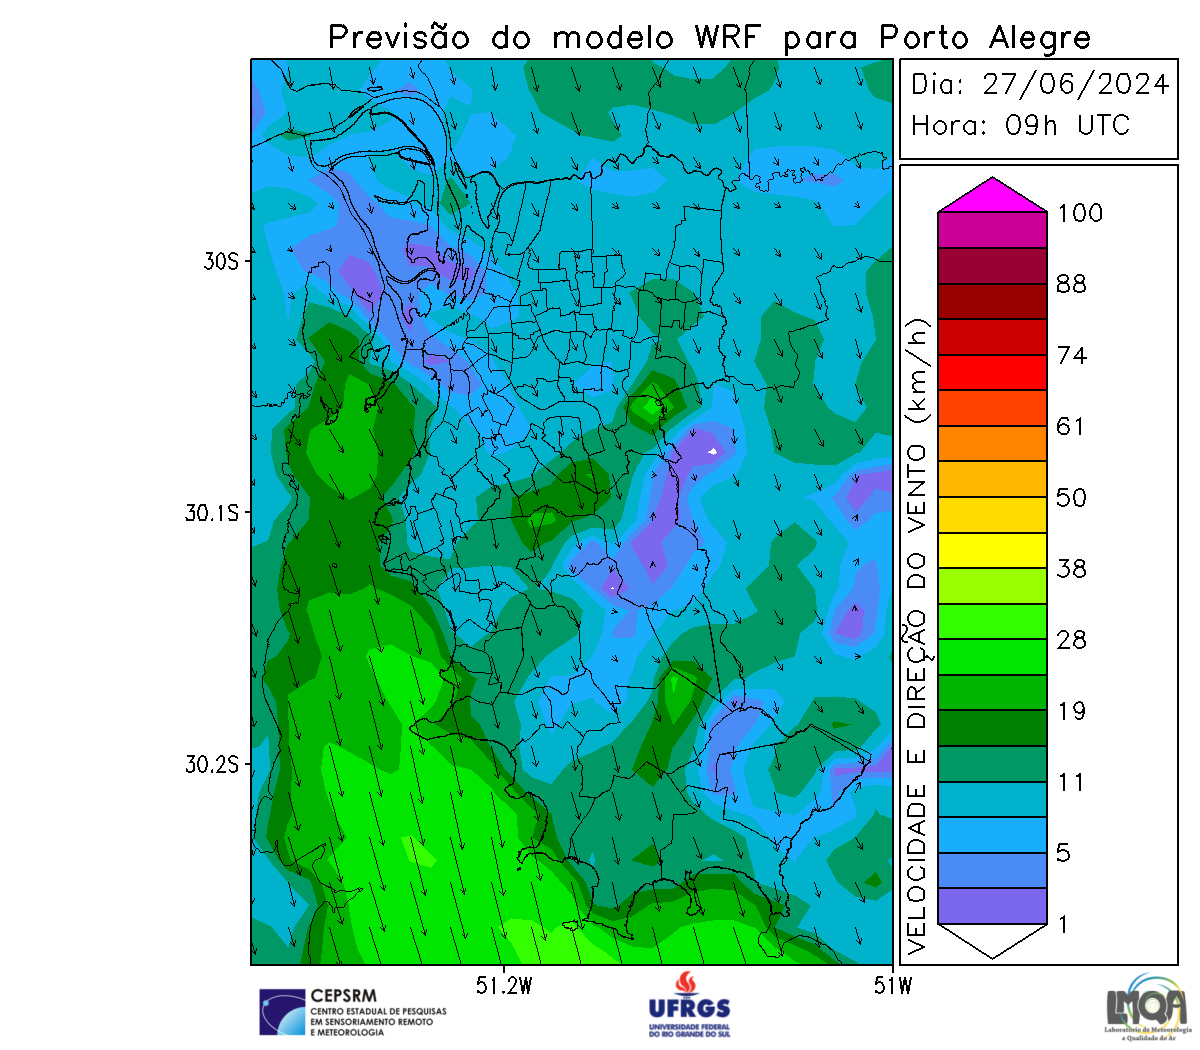 Previsão do modelo WRF para Porto Alegre
Dia: 27/06/2024
Hora: 09h UTC
30S
30.1S
30.2S
51.2W
51W
VELOCIDADE E DIREÇÃO DO VENTO (km/h)
100
88
74
61
50
38
28
19
11
5
1
CEPSRM
CENTRO ESTADUAL DE PESQUISAS
EM SENSORIAMENTO REMOTO
E METEOROLOGIA
UFRGS
UNIVERSIDADE FEDERAL
DO RIO GRANDE DO SUL
LMQA
Laboratório de Meteorologia
e Qualidade do Ar